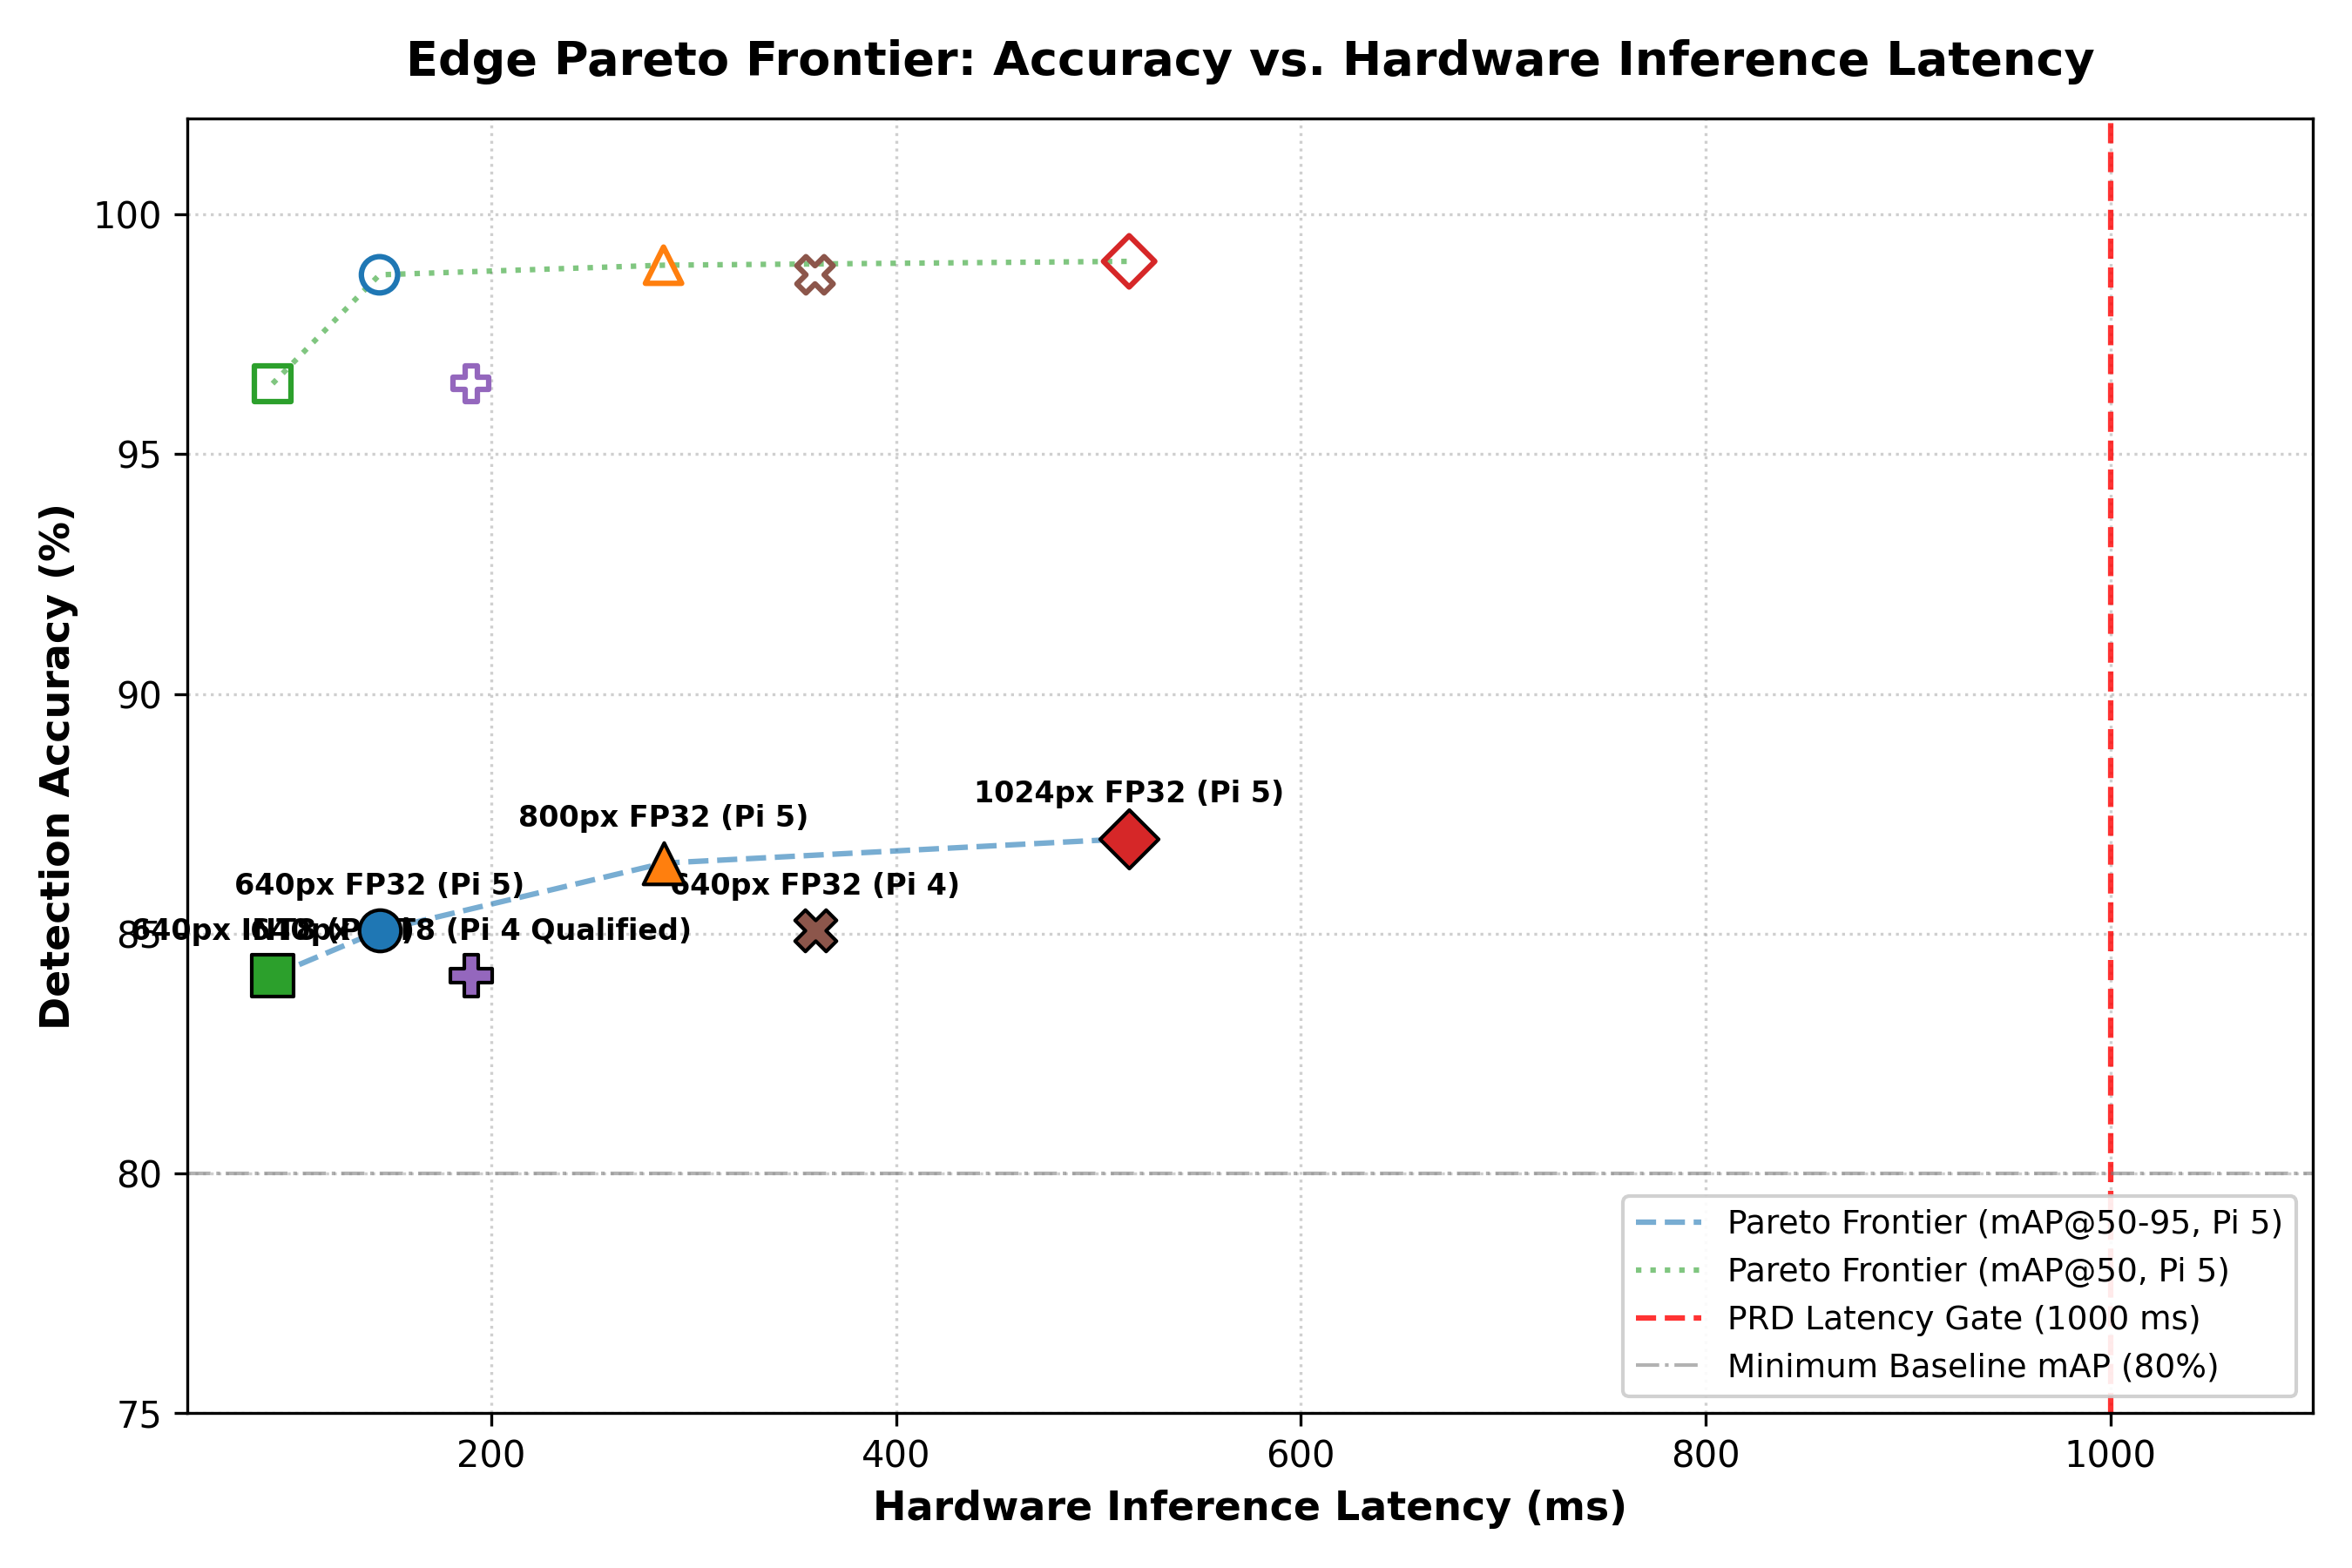 Edge Pareto Frontier: Accuracy vs. Hardware Inference Latency
Detection Accuracy (%)
100
95
90
85
80
75
1024px FP32 (Pi 5)
800px FP32 (Pi 5)
640px FP32 (Pi 5)
640px FP32 (Pi 4)
640px INT8 (Pi
(Pi 4 Qualified)
Pareto Frontier (mAP@50-95, Pi 5)
Pareto Frontier (mAP@50, Pi 5)
PRD Latency Gate (1000 ms)
Minimum Baseline mAP (80%)
200
400
600
800
1000
Hardware Inference Latency (ms)